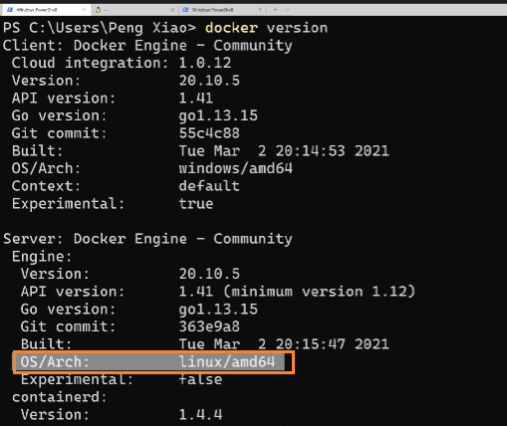 Windows PowerShell
Windows PowerShell
PS C:\Users\Peng Xiao> docker version
Client: Docker Engine - Community
Cloud integration: 1.0.12
Version: 20.10.5
API version: 1.41
Go version: go1.13.15
Git commit: 55c4c88
Built: Tue Mar 2 20:14:53 2021
OS/Arch: windows/amd64
Context: default
Experimental: true
Server: Docker Engine - Community
Engine:
Version: 20.10.5
API version: 1.41 (minimum version 1.12)
Go version: go1.13.15
Git commit: 363e9a8
Built: Tue Mar 2 20:15:47 2021
OS/Arch: linux/amd64
Experimental: false
containerd:
Version: 1.4.4